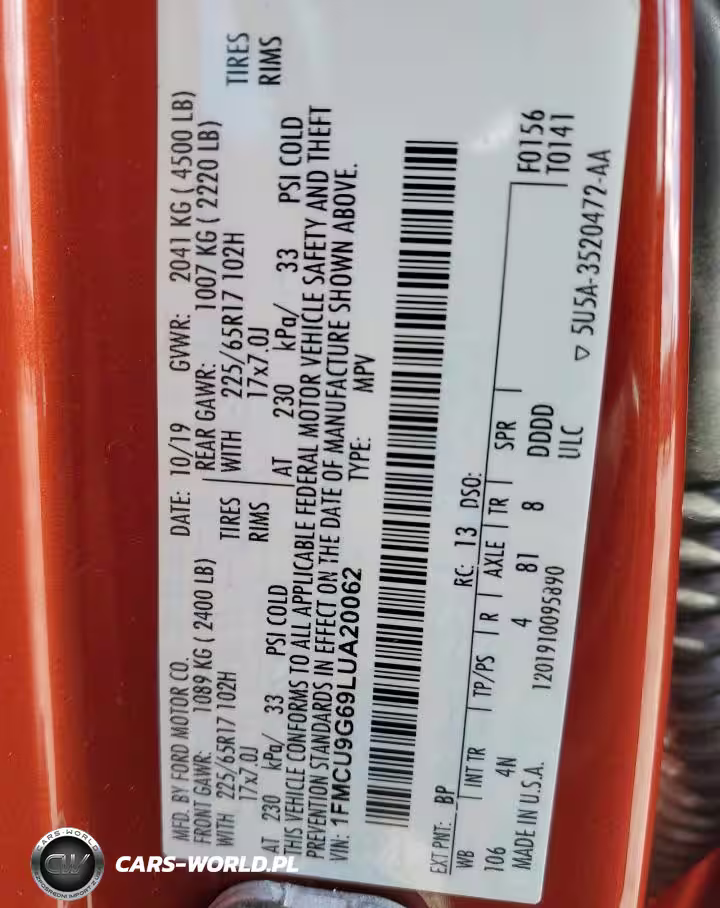 MFD. BY FORD MOTOR CO.
DATE: 10/19 GVWR: 2041 KG ( 4500 LB)
FRONT GAWR: 1089 KG ( 2400 LB)
REAR GAWR: 1007 KG ( 2220 LB)
WITH 225/65R17 102H TIRES
WITH 225/65R17 102H TIRES
17x7.0J RIMS
17x7.0J RIMS
AT 230 kPa/ 33 PSI COLD
AT 230 kPa/ 33 PSI COLD
THIS VEHICLE CONFORMS TO ALL APPLICABLE FEDERAL MOTOR VEHICLE SAFETY AND THEFT
PREVENTION STANDARDS IN EFFECT ON THE DATE OF MANUFACTURE SHOWN ABOVE.
VIN: 1FMCU9G69LUA20062 TYPE: MPV
EXT PNT: BP RC: 13 DSO:
WB INT TR TP/PS R AXLE TR SPR
106 4N 4 81 8 DDDD
F0156
T0141
MADE IN U.S.A. 1201910095890 ULC
▽ 5U5A-3520472-AA
CARS-WORLD.PL
CARS-WORLD
CW